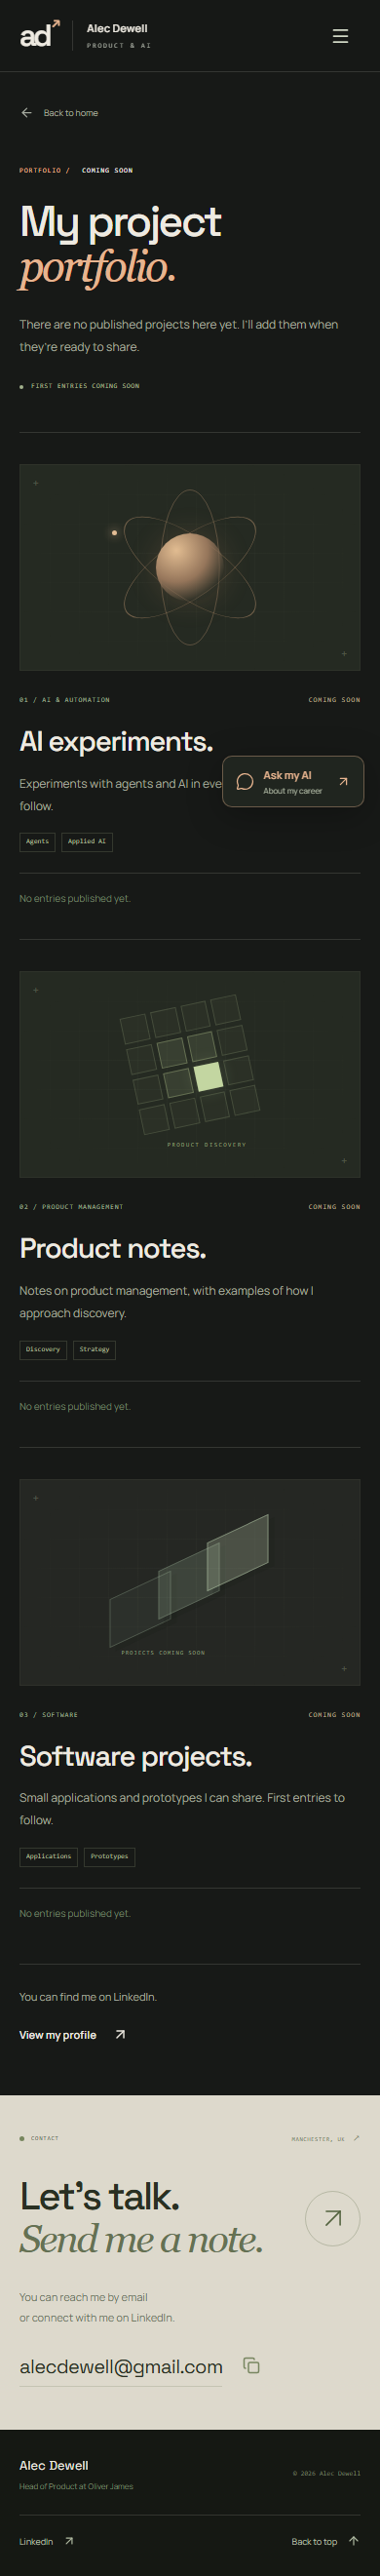 ad
Alec Dewell
PRODUCT & AI
Back to home
PORTFOLIO / COMING SOON
My project
portfolio.
There are no published projects here yet. I'll add them when
they're ready to share.
FIRST ENTRIES COMING SOON
01 / AI & AUTOMATION
COMING SOON
AI experiments.
Experiments with agents and AI in eve
follow.
Ask my AI
About my career
Agents
Applied AI
No entries published yet.
PRODUCT DISCOVERY
02 / PRODUCT MANAGEMENT
COMING SOON
Product notes.
Notes on product management, with examples of how I
approach discovery.
Discovery
Strategy
No entries published yet.
PROJECTS COMING SOON
03 / SOFTWARE
COMING SOON
Software projects.
Small applications and prototypes I can share. First entries to
follow.
Applications
Prototypes
No entries published yet.
You can find me on LinkedIn.
View my profile
CONTACT
MANCHESTER, UK
Let's talk.
Send me a note.
You can reach me by email
or connect with me on LinkedIn.
alecdewell@gmail.com
Alec Dewell
Head of Product at Oliver James
© 2026 Alec Dewell
LinkedIn
Back to top